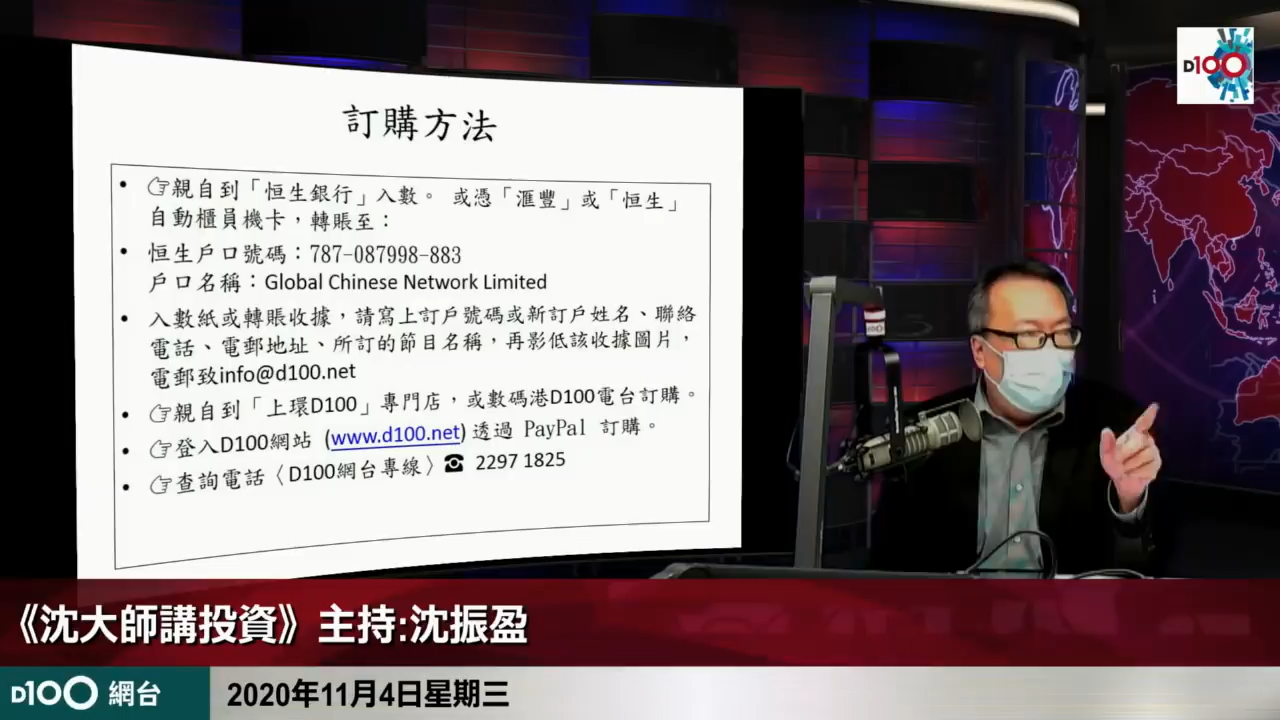 D100
訂購方法
• ☞親自到「恒生銀行」入數。 或憑「滙豐」或「恒生」
自動櫃員機卡，轉賬至：
• 恒生戶口號碼：787-087998-883
戶口名稱：Global Chinese Network Limited
• 入數紙或轉賬收據，請寫上訂戶號碼或新訂戶姓名、聯絡
電話、電郵地址、所訂的節目名稱，再影低該收據圖片，
電郵致info@d100.net
• ☞親自到「上環D100」專門店，或數碼港D100電台訂購。
• ☞登入D100網站 (www.d100.net) 透過 PayPal 訂購。
• ☞查詢電話〈D100網台專線〉☎ 2297 1825
《沈大師講投資》主持:沈振盈
D100 網台
2020年11月4日星期三